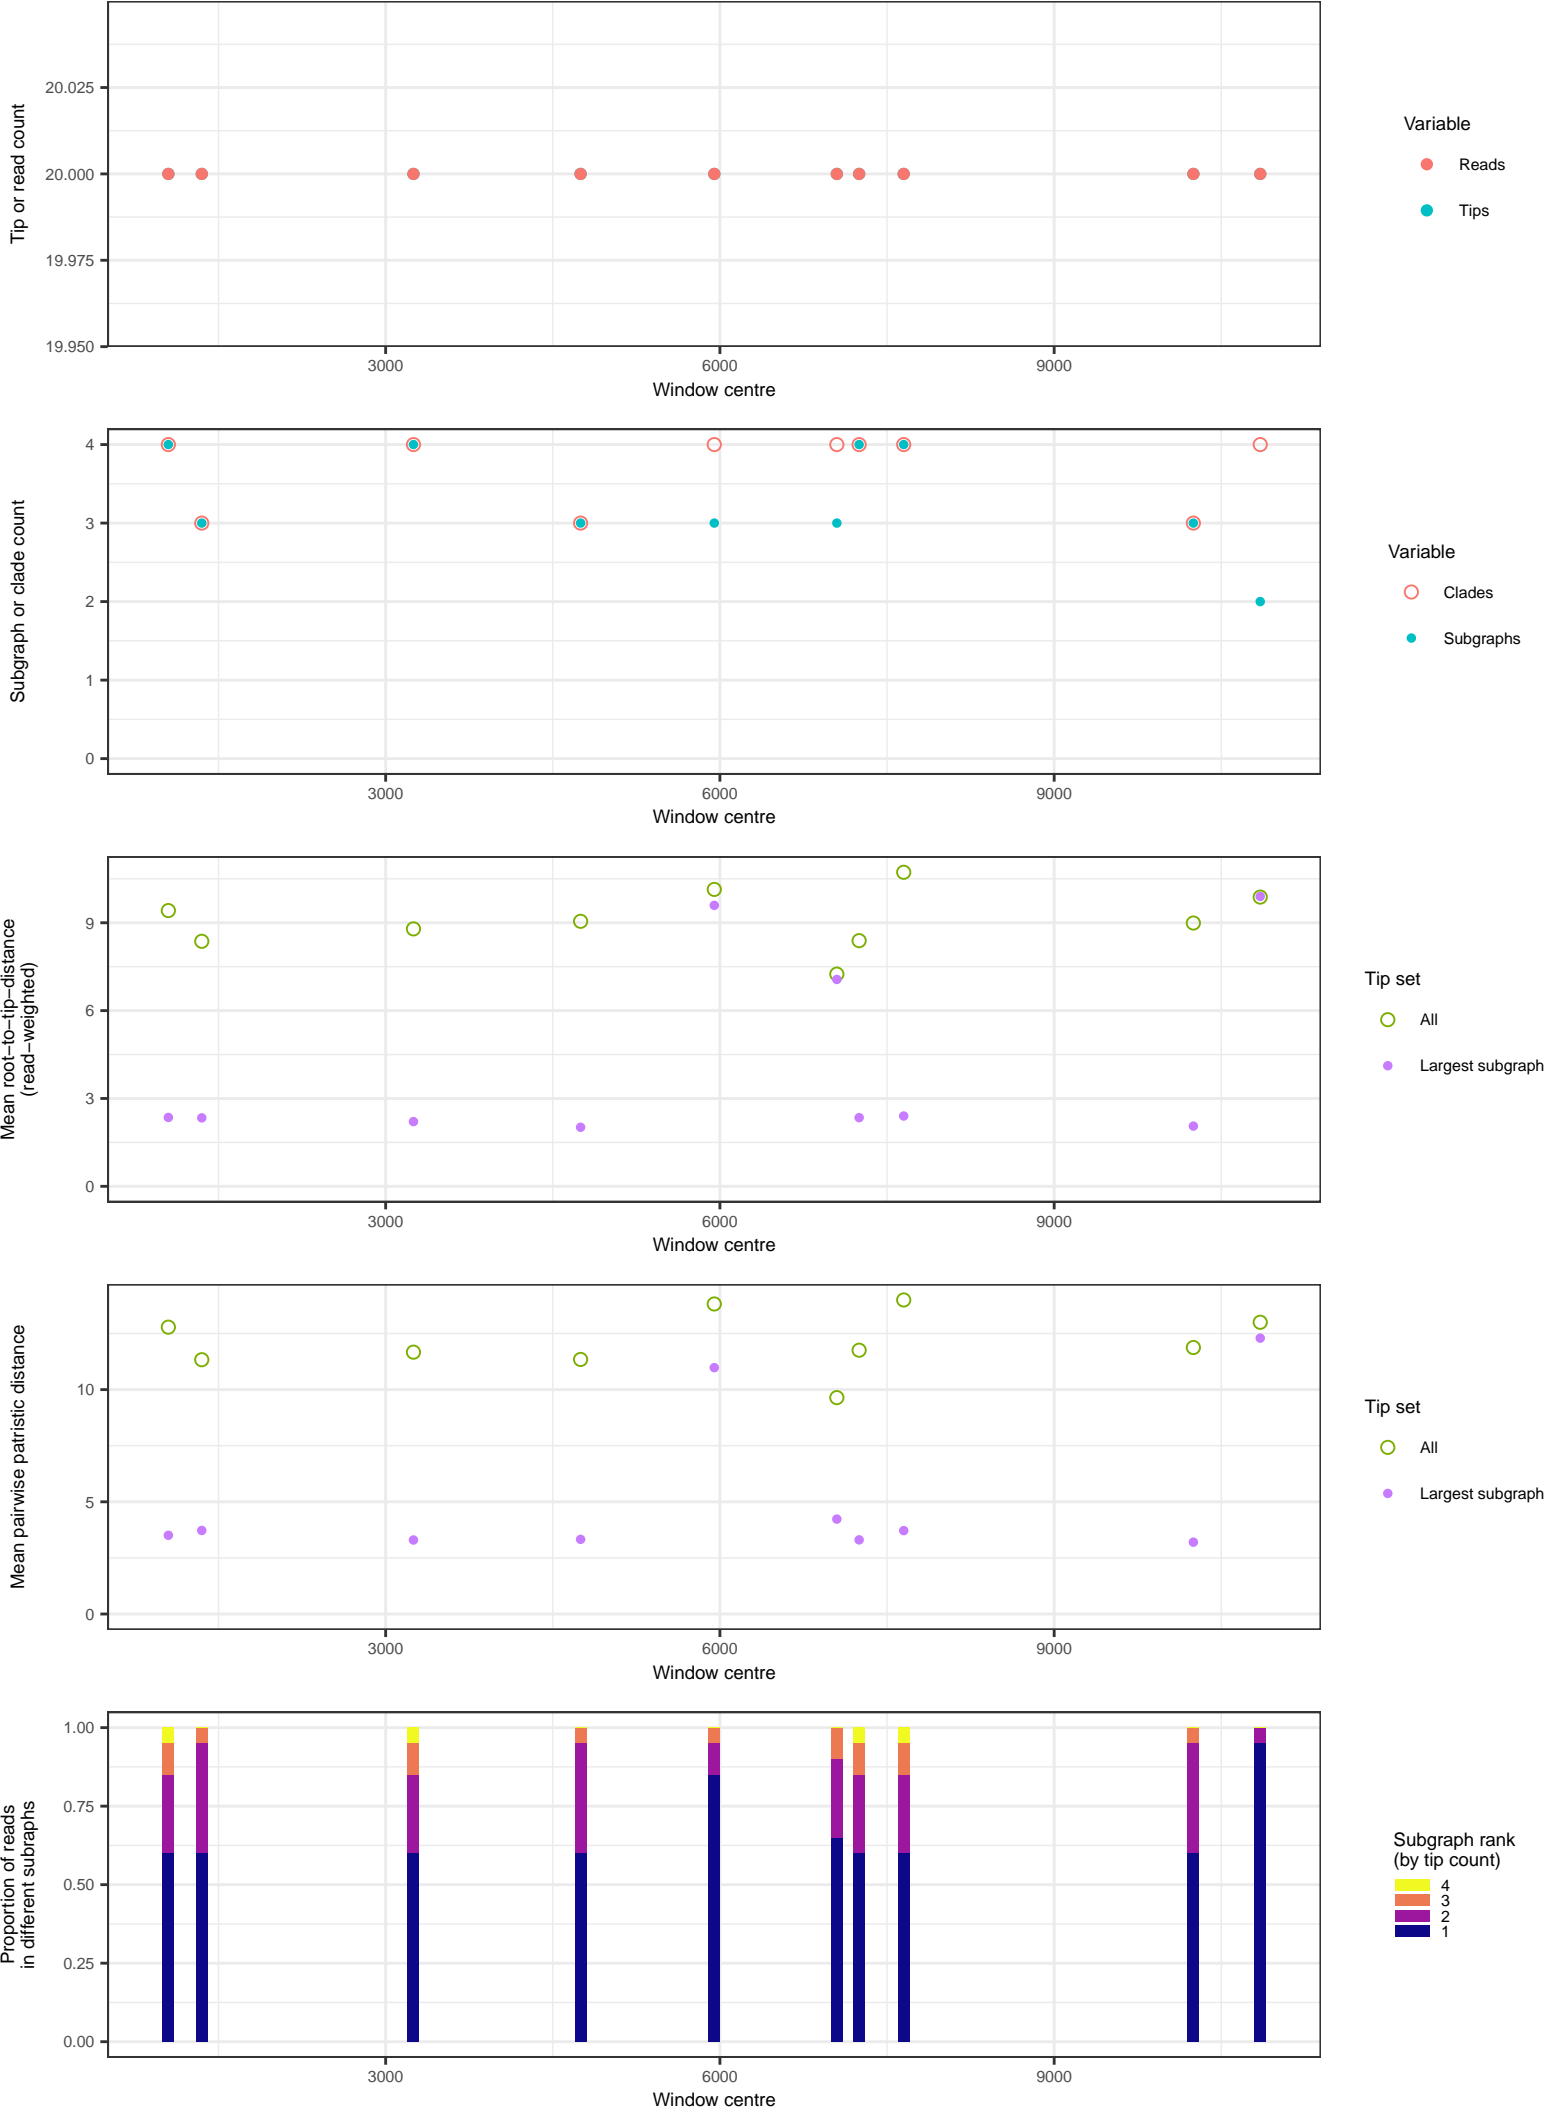 20.025
20.000
19.975
19.950
Tip or read count
3000
6000
9000
Window centre
Variable
Reads
Tips
4
3
2
1
0
Subgraph or clade count
3000
6000
9000
Window centre
Variable
Clades
Subgraphs
9
6
3
0
Mean root−to−tip−distance
(read−weighted)
3000
6000
9000
Window centre
Tip set
All
Largest subgraph
10
5
0
Mean pairwise patristic distance
3000
6000
9000
Window centre
Tip set
All
Largest subgraph
1.00
0.75
0.50
0.25
0.00
Proportion of reads
in different subraphs
3000
6000
9000
Window centre
Subgraph rank
(by tip count)
4
3
2
1